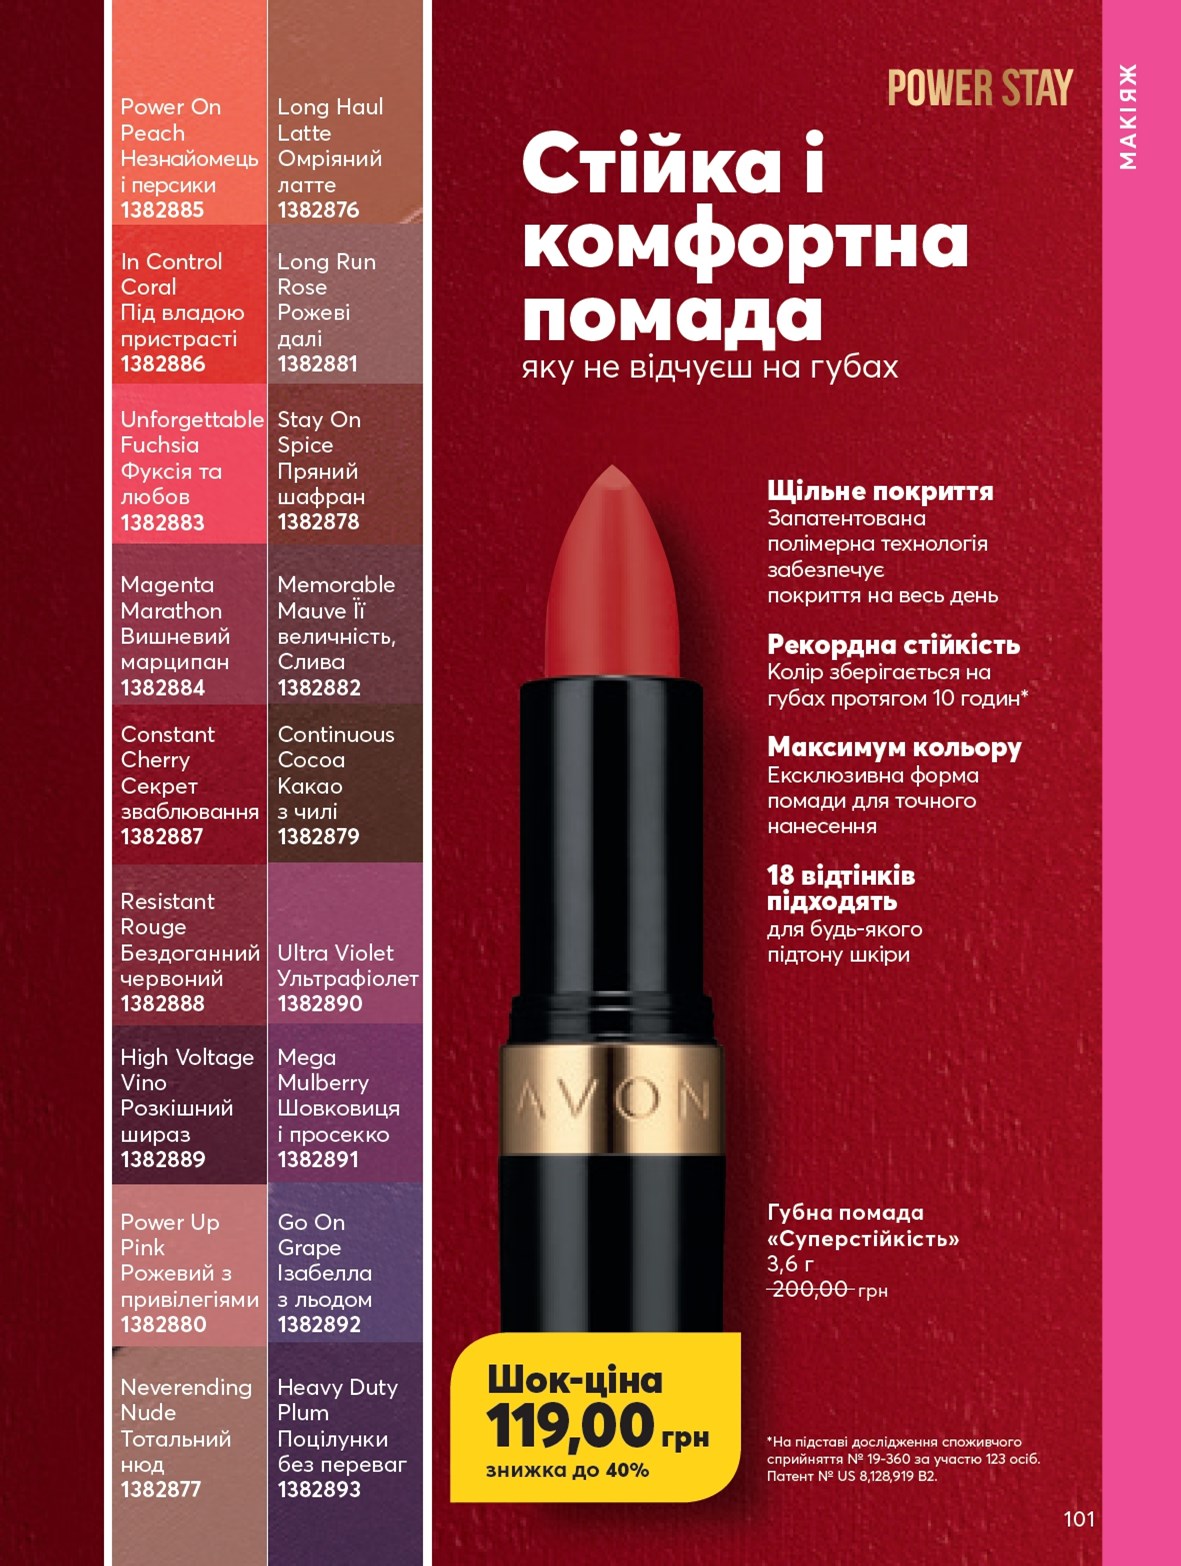 Power On
Peach
Незнайомець
і персики
1382885
Long Haul
Latte
Омріяний
латте
1382876
In Control
Coral
Під владою
пристрасті
1382886
Long Run
Rose
Рожеві
далі
1382881
Unforgettable
Fuchsia
Фуксія та
любов
1382883
Stay On
Spice
Пряний
шафран
1382878
Magenta
Marathon
Вишневий
марципан
1382884
Memorable
Mauve Її
величність,
Слива
1382882
Constant
Cherry
Секрет
зваблювання
1382887
Continuous
Cocoa
Какао
з чилі
1382879
Resistant
Rouge
Бездоганний
червоний
1382888
Ultra Violet
Ультрафіолет
1382890
High Voltage
Vino
Розкішний
шираз
1382889
Mega
Mulberry
Шовковиця
і просекко
1382891
Power Up
Pink
Рожевий з
привілегіями
1382880
Go On
Grape
Ізабелла
з льодом
1382892
Neverending
Nude
Тотальний
нюд
1382877
Heavy Duty
Plum
Поцілунки
без переваг
1382893
POWER STAY
МАКІЯЖ
Стійка і
комфортна
помада
яку не відчуєш на губах
Щільне покриття
Запатентована
полімерна технологія
забезпечує
покриття на весь день
Рекордна стійкість
Колір зберігається на
губах протягом 10 годин*
Максимум кольору
Ексклюзивна форма
помади для точного
нанесення
18 відтінків
підходять
для будь-якого
підтону шкіри
AVON
Губна помада
«Суперстійкість»
3,6 г
200,00 грн
Шок-ціна
119,00 грн
знижка до 40%
*На підставі дослідження споживчого
сприйняття № 19-360 за участю 123 осіб.
Патент № US 8,128,919 B2.
101